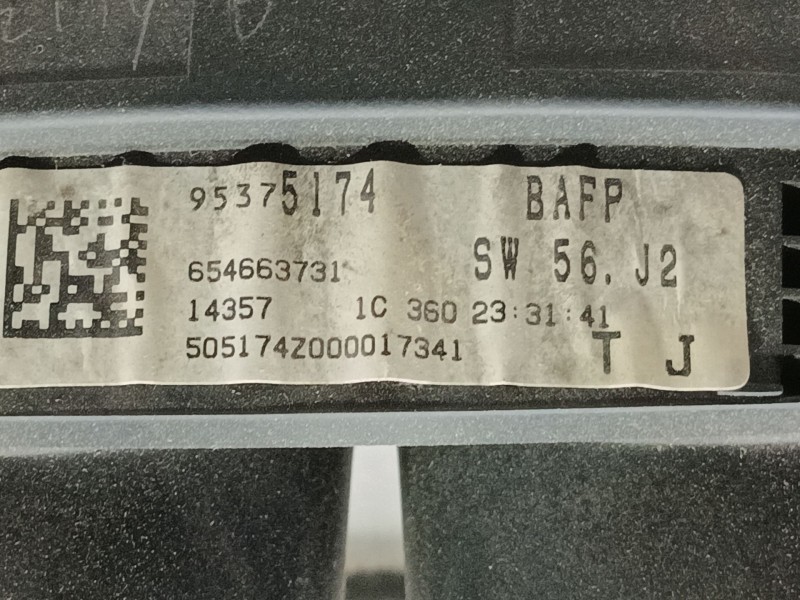 95375174 BAFP
654663731 SW 56. J2
14357 1C 360 23:31:41
505174Z000017341 T J